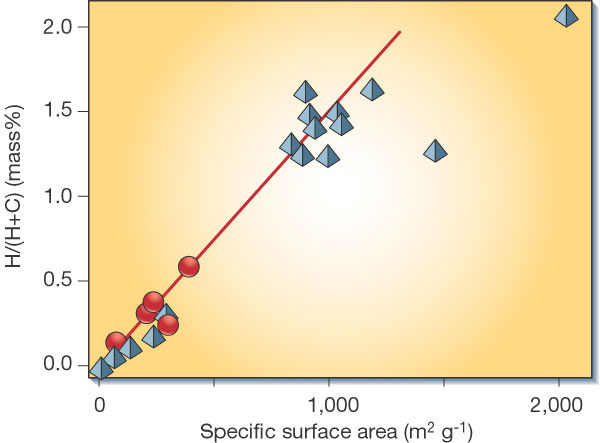 H/(H+C) (mass%)
2.0
1.5
1.0
0.5
0.0
0 1,000 2,000
Specific surface area (m² g⁻¹)